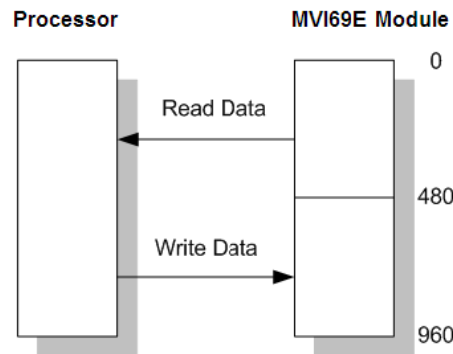 Processor
MVI69E Module
0
Read Data
480
Write Data
960